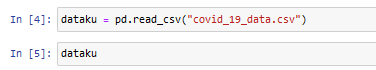 In [4]: dataku = pd.read_csv("covid_19_data.csv")
In [5]: dataku